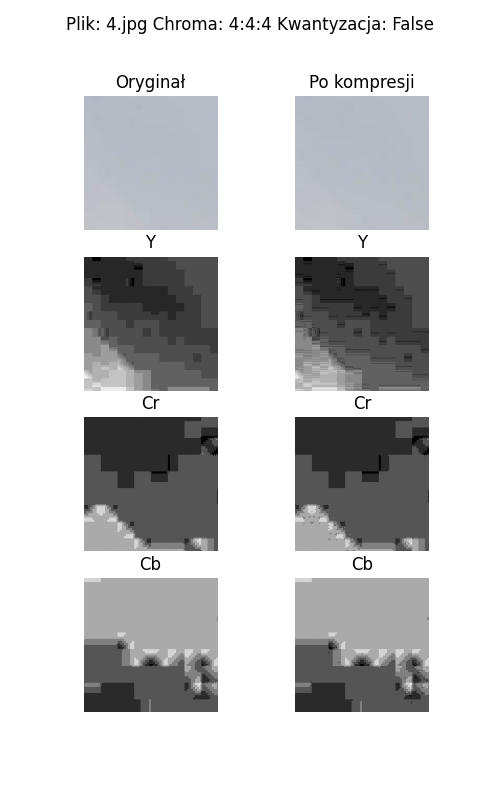 Plik: 4.jpg Chroma: 4:4:4 Kwantyzacja: False
Oryginał Po kompresji
Y Y
Cr Cr
Cb Cb